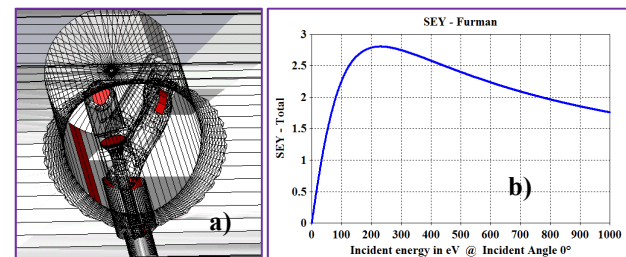 a)
SEY - Furman
SEY - Total
3
2.5
2
1.5
1
0.5
0
b)
0 100 200 300 400 500 600 700 800 900 1000
Incident energy in eV @ Incident Angle 0°